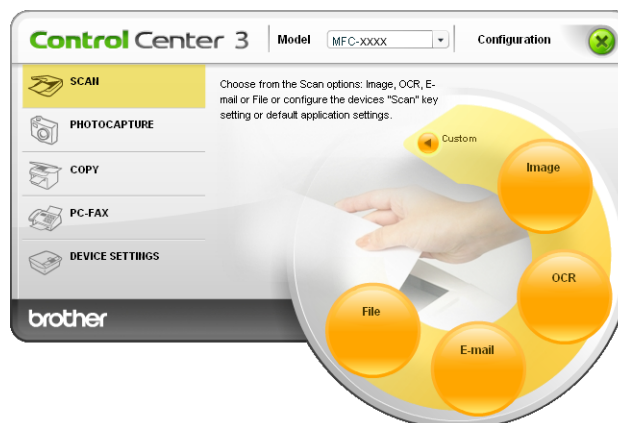 Control Center 3 Model MFC-XXXX Configuration
SCAN
PHOTOCAPTURE
COPY
PC-FAX
DEVICE SETTINGS
Choose from the Scan options: Image, OCR, E-
mail or File or configure the devices "Scan" key
setting or default application settings.
Custom
Image
OCR
E-mail
File
brother